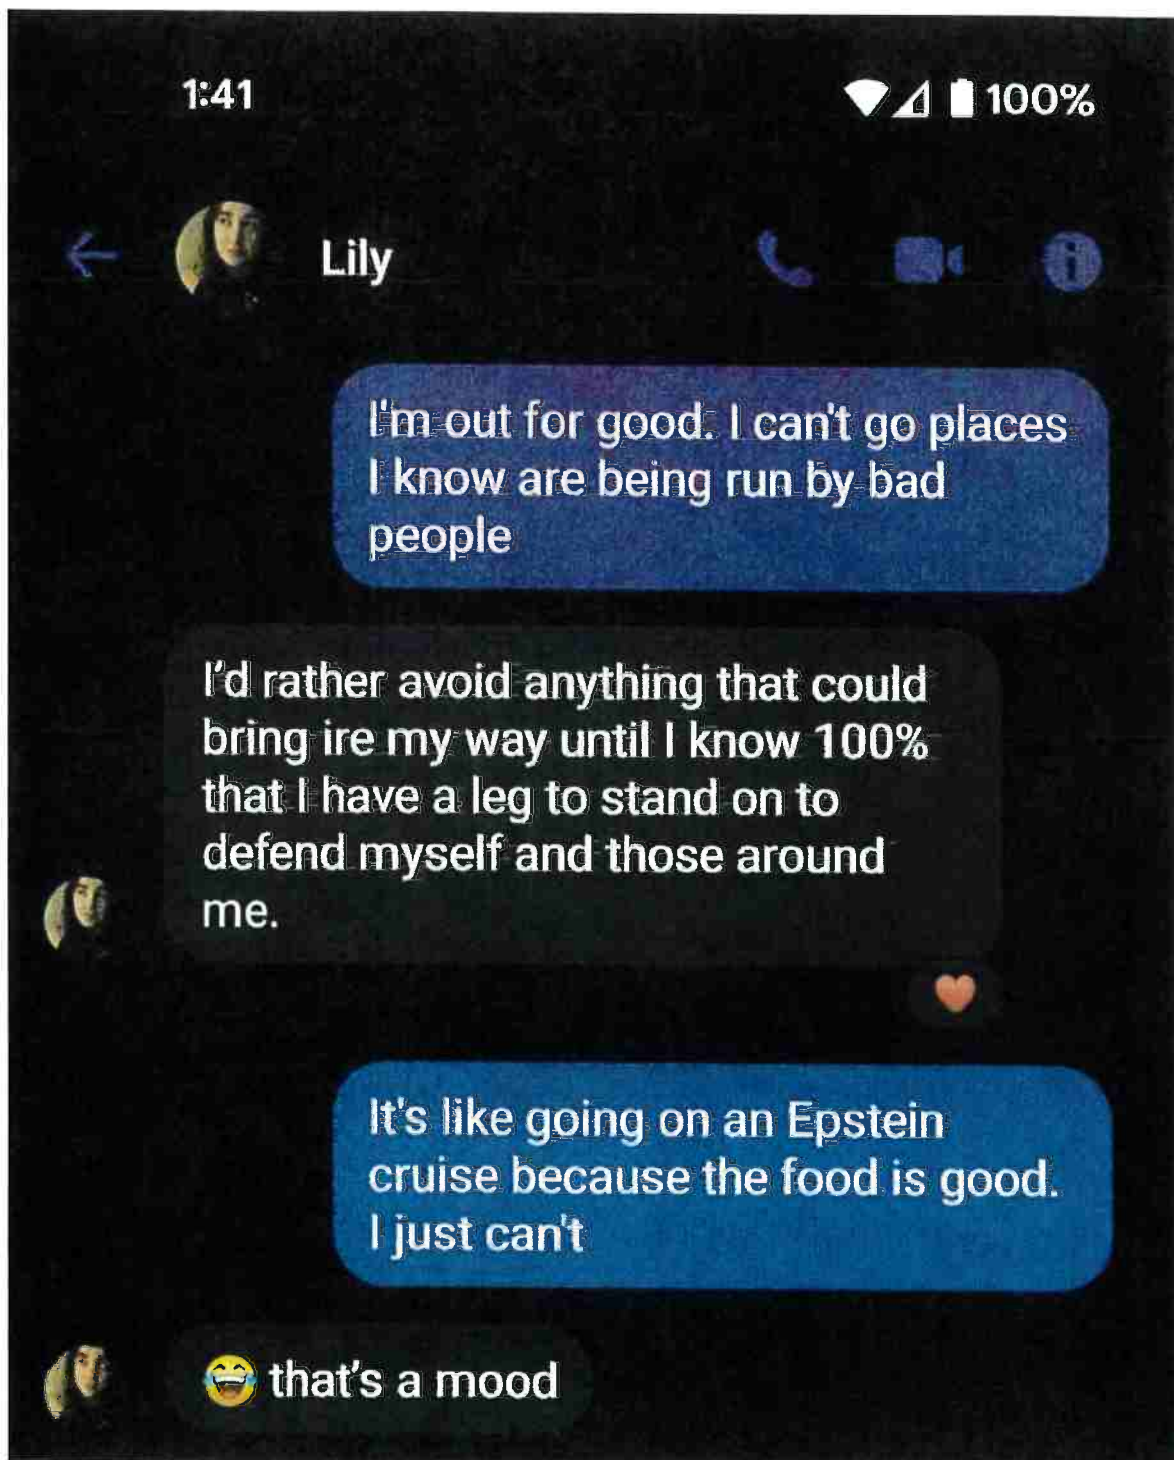 1:41
100%
Lily
I'm out for good. I can't go places
I know are being run by bad
people
I'd rather avoid anything that could
bring ire my way until I know 100%
that I have a leg to stand on to
defend myself and those around
me.
It's like going on an Epstein
cruise because the food is good.
I just can't
😂 that's a mood